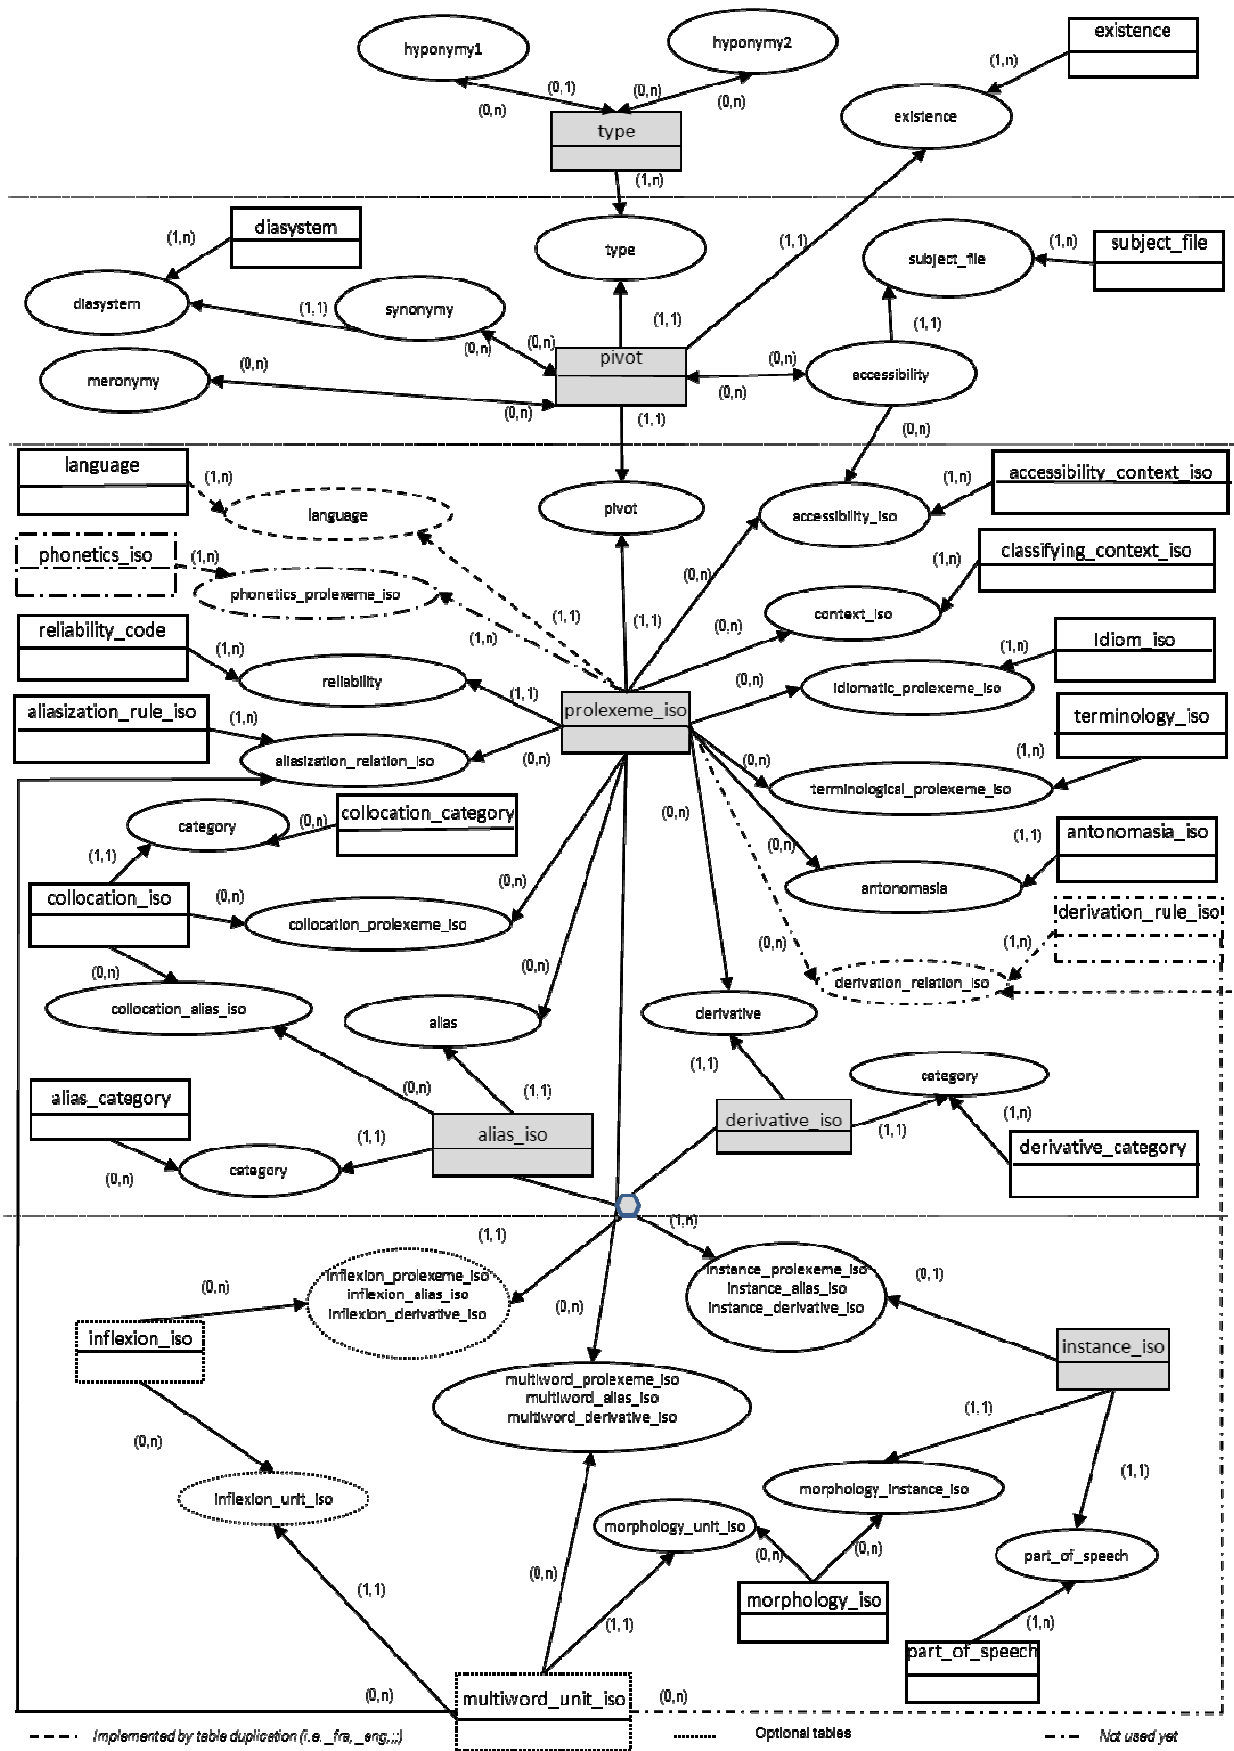 hyponymy1
hyponymy2
existence
(1,n)
(0,1)
(0,n)
(0,n)
(0,n)
existence
type
(1,n)
diasystem
(1,n)
type
(1,1)
subject_file
(1,n)
subject_file
diasystem
(1,1)
synonymy
(1,1)
(1,1)
(0,n)
(0,n)
pivot
(0,n)
meronymy
(0,n)
(0,n)
accessibility
(0,n)
(1,1)
(0,n)
language
(1,n)
language
pivot
accessibility_iso
(1,n)
accessibility_context_iso
phonetics_iso
(1,n)
phonetics_prolexeme_iso
(1,n)
classifying_context_iso
(0,n)
reliability_code
(1,n)
(1,1)
(1,n)
(1,1)
(0,n)
context_iso
(1,n)
Idiom_iso
reliability
(1,1)
(0,n)
idiomatic_prolexeme_iso
aliasization_rule_iso
(1,n)
prolexeme_iso
terminology_iso
aliasization_relation_iso
(0,n)
(0,n)
(1,n)
terminological_prolexeme_iso
category
(0,n)
collocation_category
(0,n)
(1,1)
antonomasia_iso
(1,1)
(0,n)
collocation_iso
(0,n)
(0,n)
antonomasia
collocation_prolexeme_iso
derivation_rule_iso
(0,n)
(1,n)
(0,n)
(0,n)
derivation_relation_iso
collocation_alias_iso
alias
derivative
(1,1)
category
alias_category
(0,n)
(1,1)
derivative_iso
(1,n)
(1,1)
alias_iso
(1,1)
derivative_category
(0,n)
category
(1,1)
(1,n)
inflexion_prolexeme_iso
inflexion_alias_iso
inflexion_derivative_iso
instance_prolexeme_iso
instance_alias_iso
instance_derivative_iso
(0,1)
(0,n)
(0,n)
inflexion_iso
instance_iso
multiword_prolexeme_iso
multiword_alias_iso
multiword_derivative_iso
(1,1)
(0,n)
(1,1)
morphology_instance_iso
inflexion_unit_iso
morphology_unit_iso
(0,n)
(0,n)
part_of_speech
(0,n)
(1,1)
morphology_iso
(1,1)
(1,n)
part_of_speech
(0,n)
multiword_unit_iso
(0,n)
Implemented by table duplication (i.e. _fra, _eng,;;;)
Optional tables
Not used yet